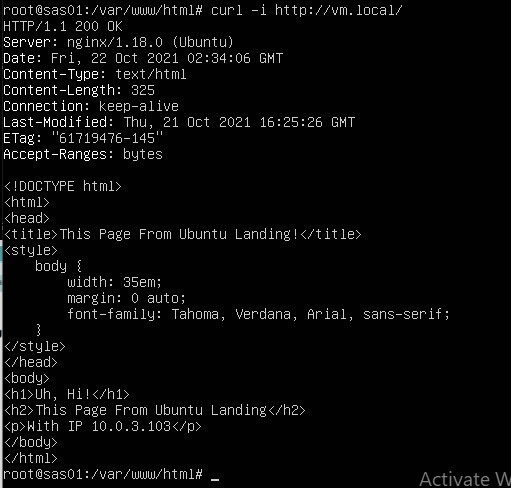 root@sas01:/var/www/html# curl -i http://vm.local/
HTTP/1.1 200 OK
Server: nginx/1.18.0 (Ubuntu)
Date: Fri, 22 Oct 2021 02:34:06 GMT
Content-Type: text/html
Content-Length: 325
Connection: keep-alive
Last-Modified: Thu, 21 Oct 2021 16:25:26 GMT
ETag: "61719476-145"
Accept-Ranges: bytes

<!DOCTYPE html>
<html>
<head>
<title>This Page From Ubuntu Landing!</title>
<style>
    body {
        width: 35em;
        margin: 0 auto;
        font-family: Tahoma, Verdana, Arial, sans-serif;
    }
</style>
</head>
<body>
<h1>Uh, Hi!</h1>
<h2>This Page From Ubuntu Landing</h2>
<p>With IP 10.0.3.103</p>
</body>
</html>
root@sas01:/var/www/html# _
Activate W